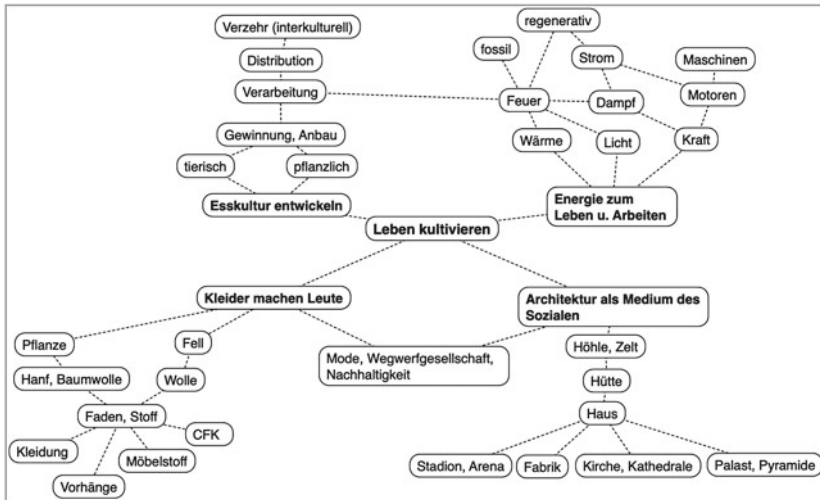 Verzehr (interkulturell)
regenerativ
fossil
Strom
Maschinen
Distribution
Verarbeitung
Feuer
Dampf
Motoren
Gewinnung, Anbau
Wärme
Licht
Kraft
tierisch
pflanzlich
Esskultur entwickeln
Energie zum
Leben u. Arbeiten
Leben kultivieren
Kleider machen Leute
Architektur als Medium des
Sozialen
Pflanze
Fell
Mode, Wegwerfgesellschaft,
Nachhaltigkeit
Höhle, Zelt
Hanf, Baumwolle
Wolle
Hütte
Faden, Stoff
Haus
CFK
Kleidung
Möbelstoff
Vorhänge
Stadion, Arena
Fabrik
Kirche, Kathedrale
Palast, Pyramide